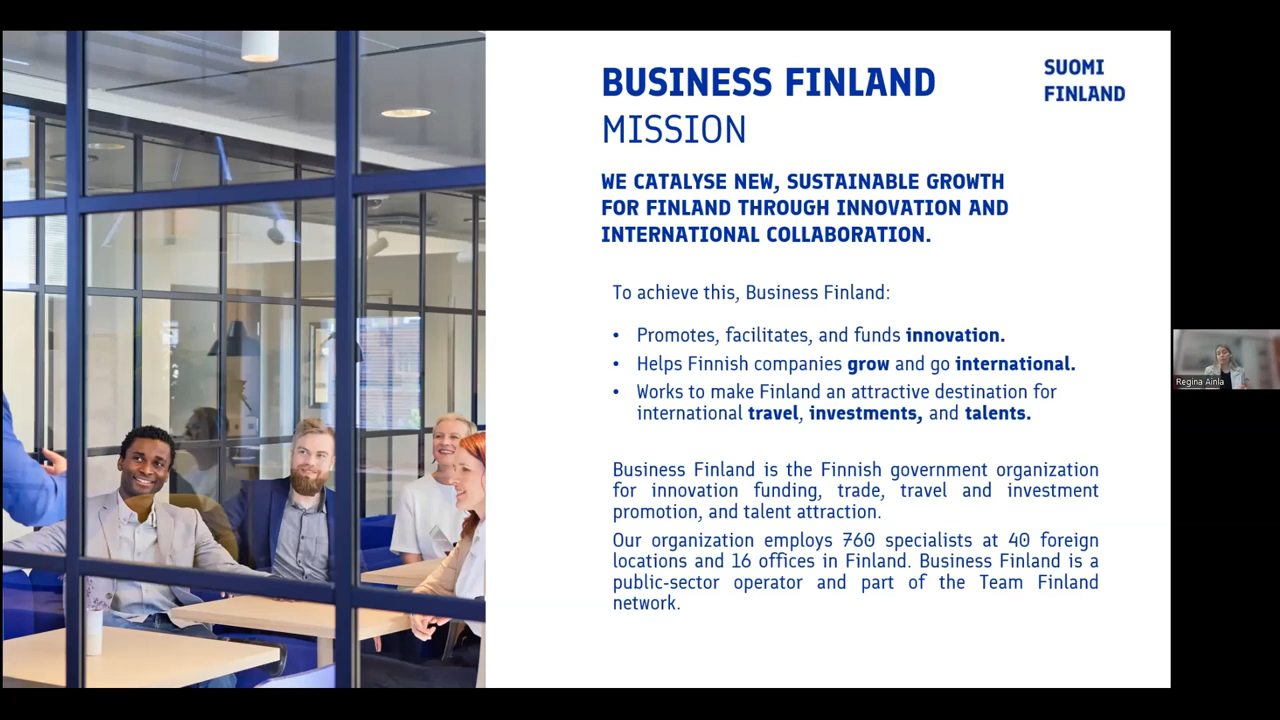 BUSINESS FINLAND
MISSION
SUOMI
FINLAND
WE CATALYSE NEW, SUSTAINABLE GROWTH
FOR FINLAND THROUGH INNOVATION AND
INTERNATIONAL COLLABORATION.
To achieve this, Business Finland:
• Promotes, facilitates, and funds innovation.
• Helps Finnish companies grow and go international.
• Works to make Finland an attractive destination for
international travel, investments, and talents.
Business Finland is the Finnish government organization
for innovation funding, trade, travel and investment
promotion, and talent attraction.
Our organization employs 760 specialists at 40 foreign
locations and 16 offices in Finland. Business Finland is a
public-sector operator and part of the Team Finland
network.
Regina Ainla